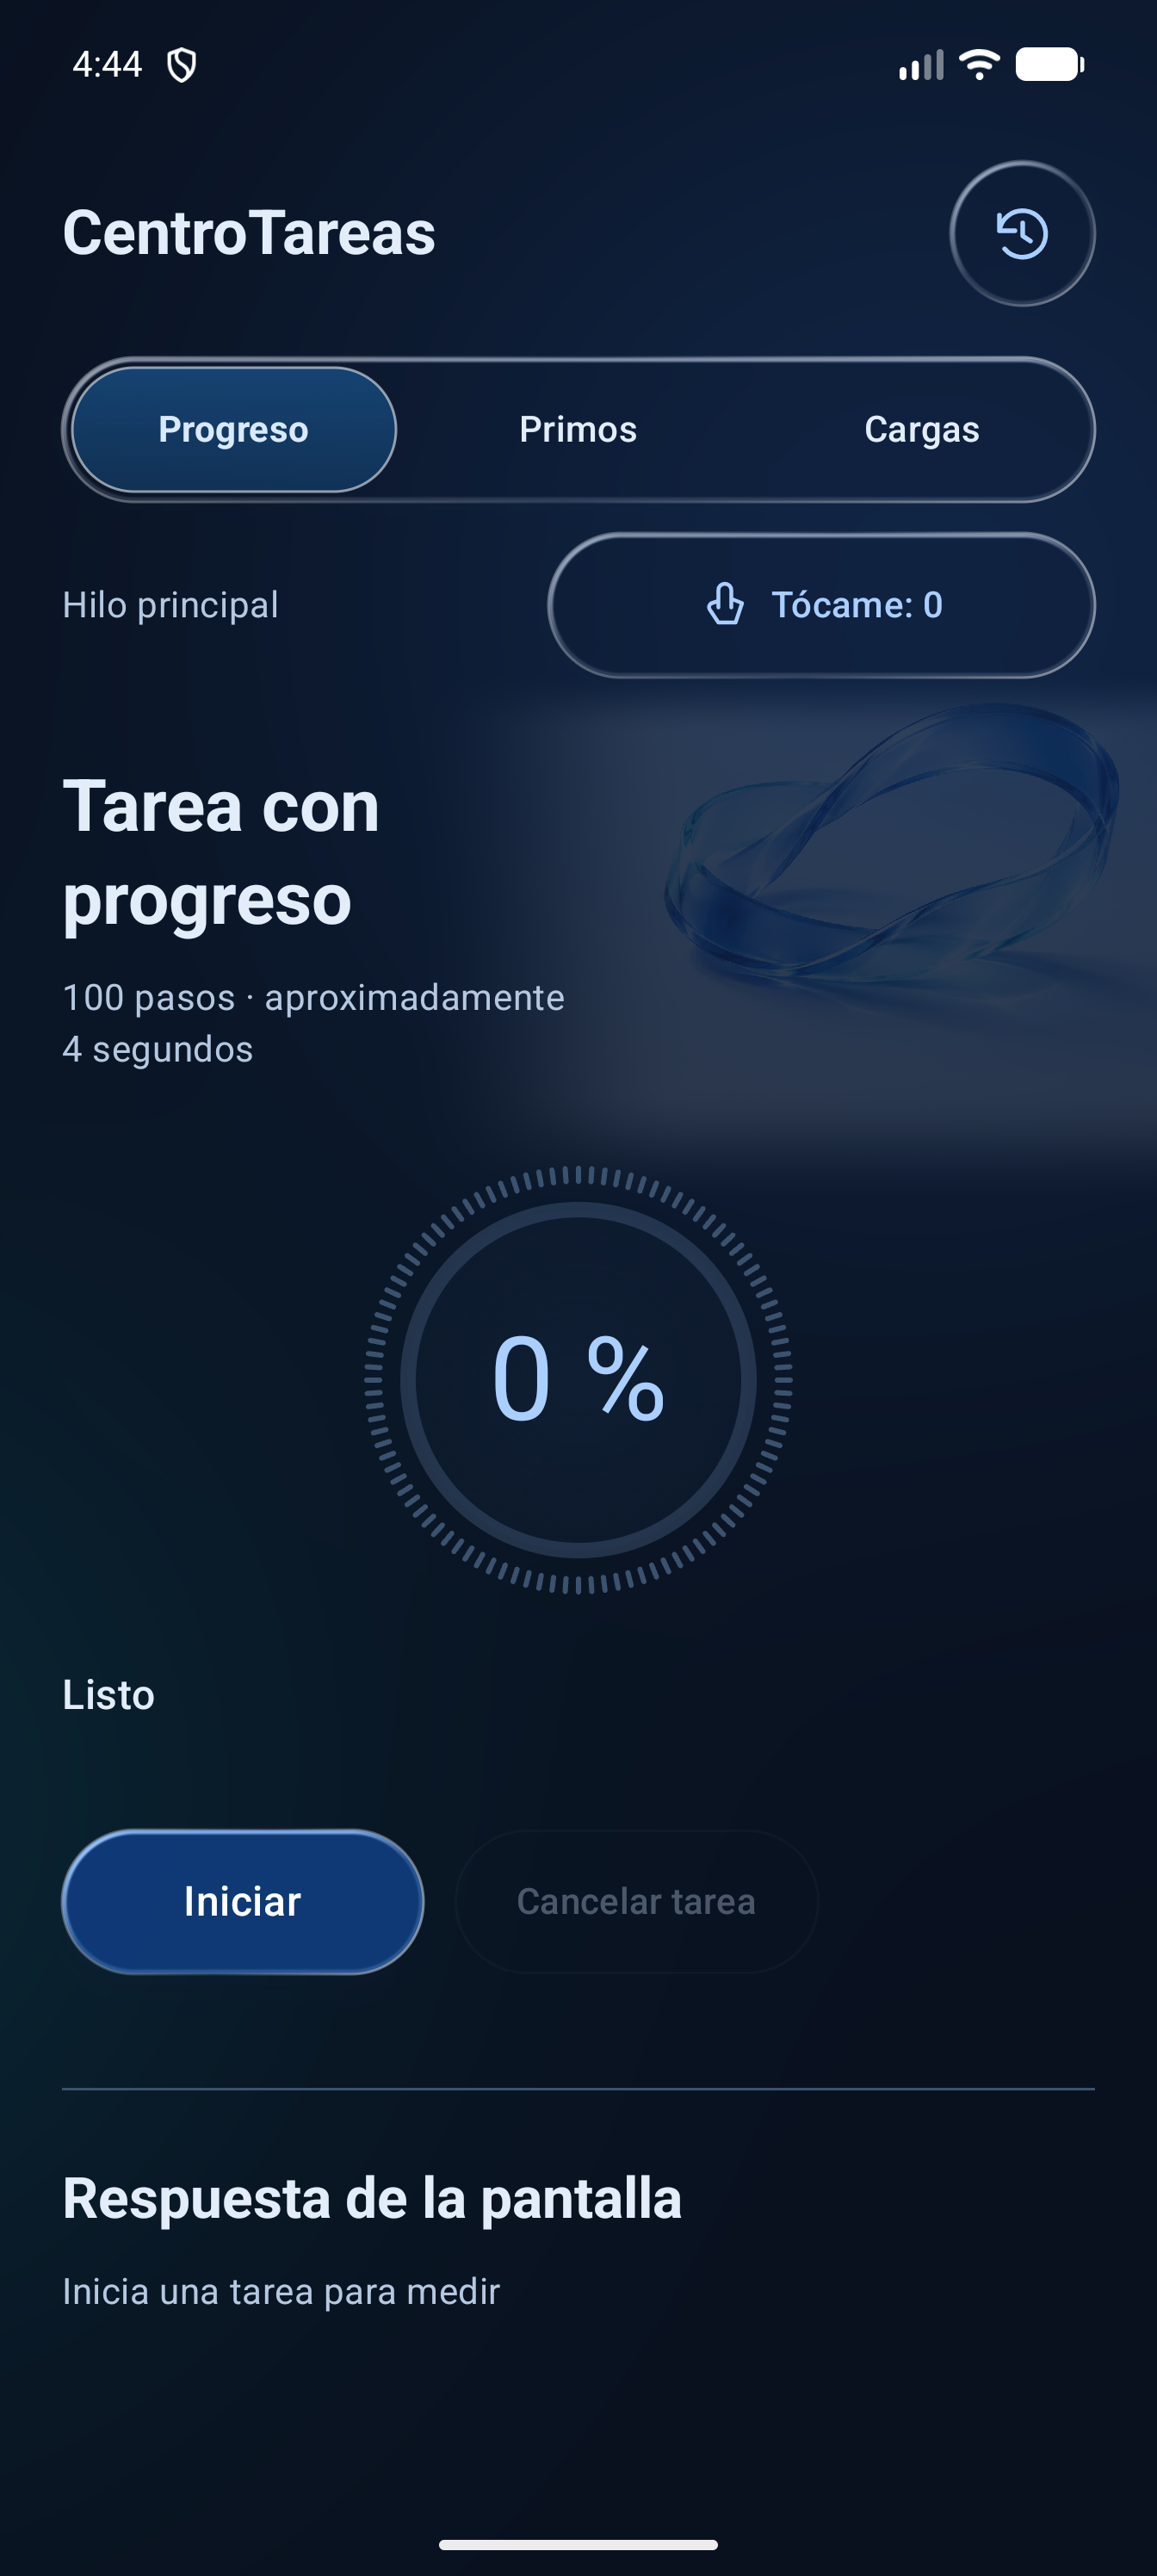 4:44
CentroTareas
Progreso
Primos
Cargas
Hilo principal
Tócame: 0
Tarea con
progreso
100 pasos · aproximadamente
4 segundos
0 %
Listo
Iniciar
Cancelar tarea
Respuesta de la pantalla
Inicia una tarea para medir